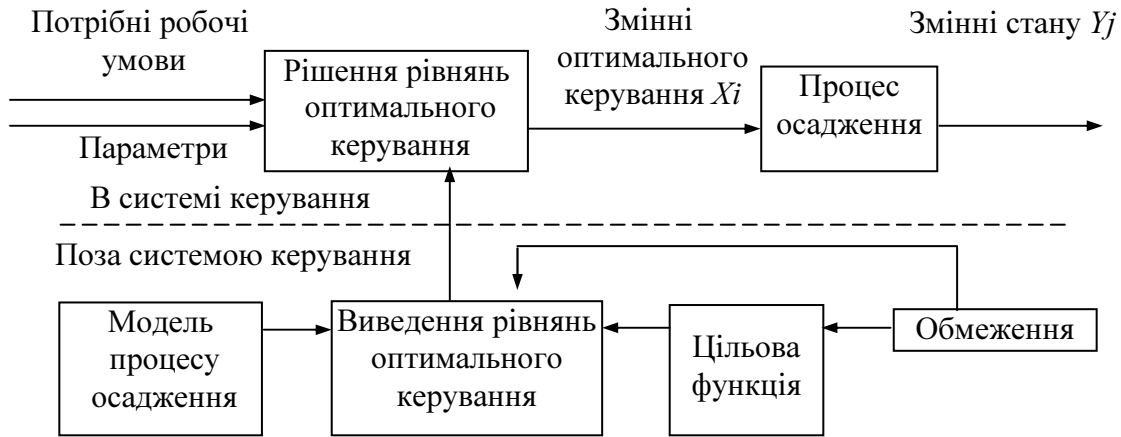 Потрібні робочі
умови
Рішення рівнянь
оптимального
керування
Змінні
оптимального
керування Xi
Процес
осадження
Змінні стану Yj
Параметри
В системі керування
Поза системою керування
Модель
процесу
осадження
Виведення рівнянь
оптимального
керування
Цільова
функція
Обмеження